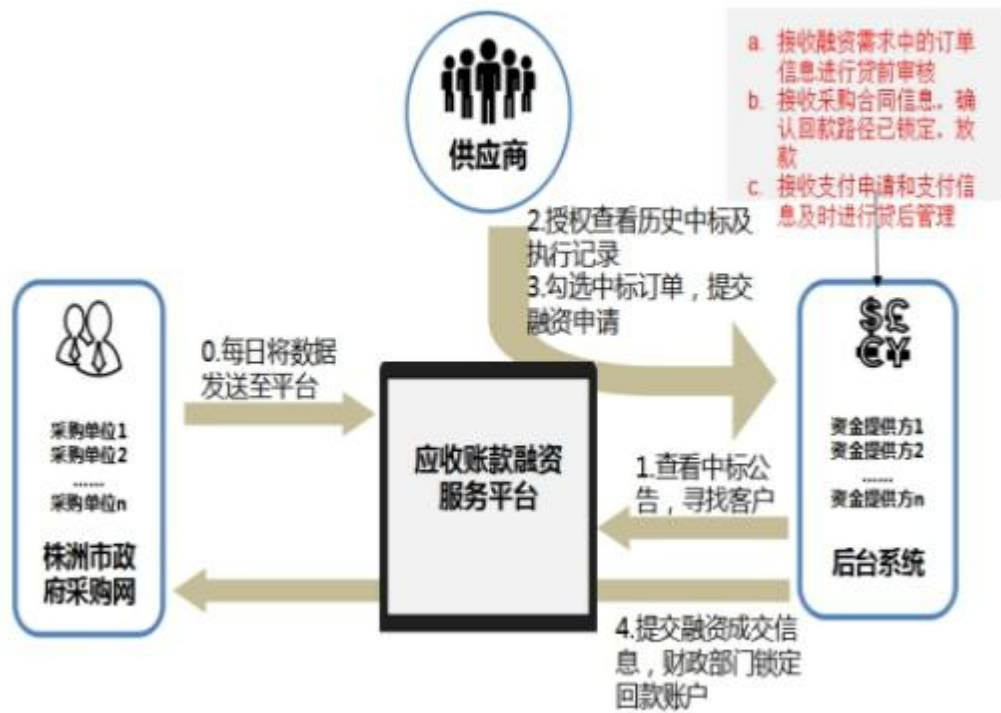 供应商
a. 接收融资需求中的订单
信息进行贷前审核
b. 接收采购合同信息，确
认回款路径已锁定，放
款
c. 接收支付申请和支付信
息及时进行贷后管理
2.授权查看历史中标及
执行记录
3.勾选中标订单，提交
融资申请
0.每日将数据
发送至平台
采购单位1
采购单位2
......
采购单位n
株洲市政
府采购网
应收账款融资
服务平台
1.查看中标公
告，寻找客户
$£
€¥
资金提供方1
资金提供方2
......
资金提供方n
后台系统
4.提交融资成交信
息，财政部门锁定
回款账户